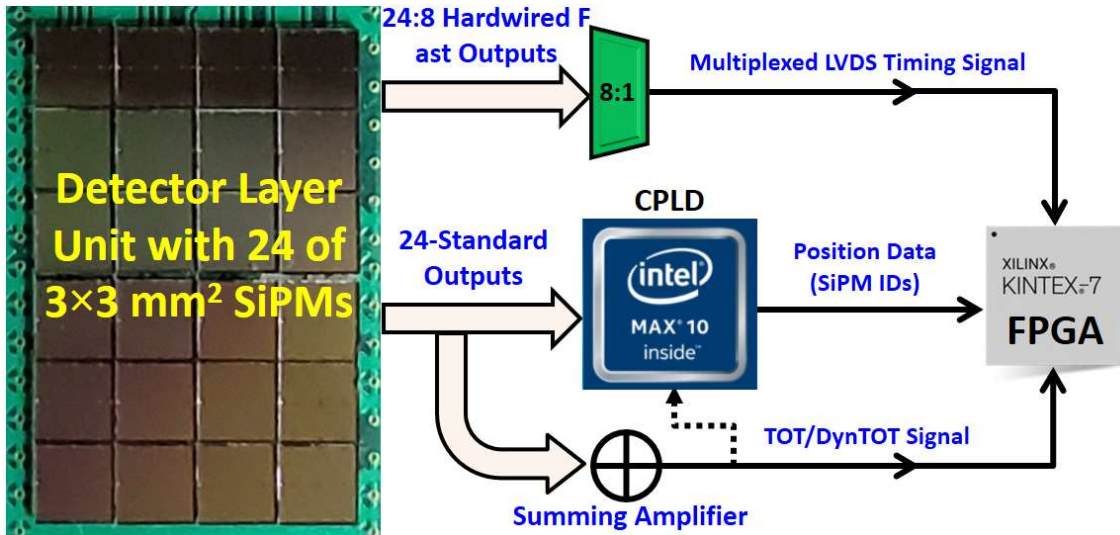 24:8 Hardwired F
ast Outputs
Multiplexed LVDS Timing Signal
8:1
Detector Layer
Unit with 24 of
3×3 mm² SiPMs
CPLD
24-Standard
Outputs
intel®
MAX® 10
inside™
Position Data
(SiPM IDs)
XILINX®
KINTEX®-7
FPGA
TOT/DynTOT Signal
Summing Amplifier